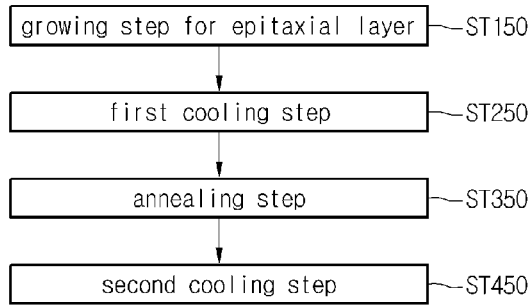 growing step for epitaxial layer ST150
first cooling step ST250
annealing step ST350
second cooling step ST450